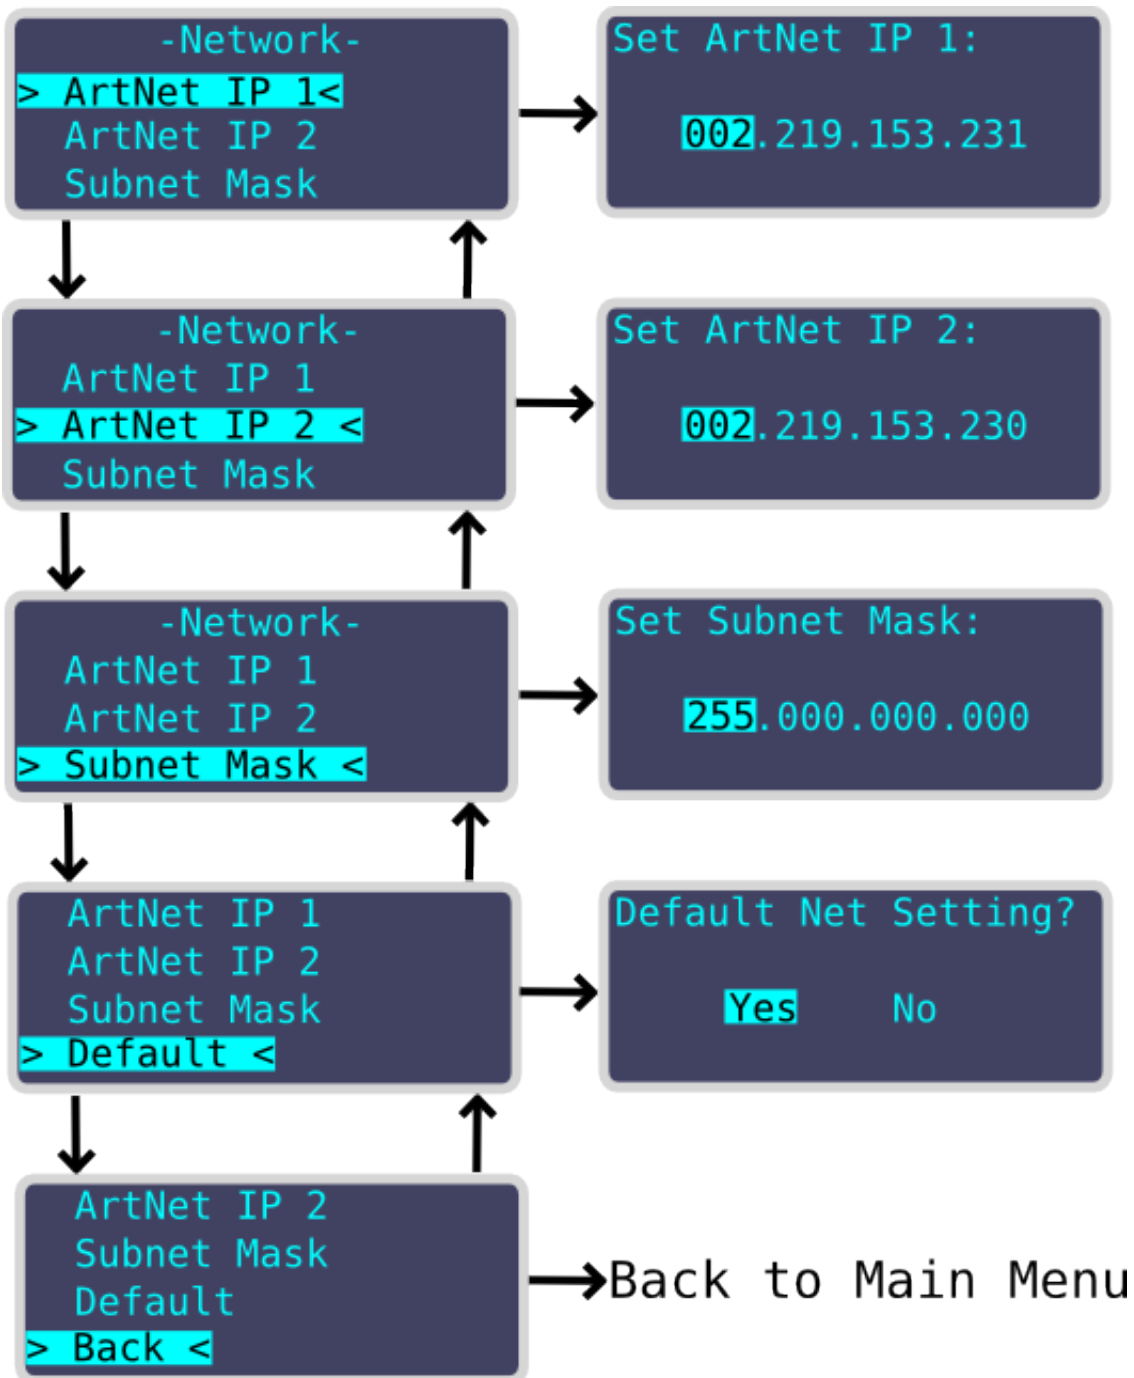 -Network-
> ArtNet IP 1<
ArtNet IP 2
Subnet Mask
Set ArtNet IP 1:
002.219.153.231
-Network-
ArtNet IP 1
> ArtNet IP 2 <
Subnet Mask
Set ArtNet IP 2:
002.219.153.230
-Network-
ArtNet IP 1
ArtNet IP 2
> Subnet Mask <
Set Subnet Mask:
255.000.000.000
ArtNet IP 1
ArtNet IP 2
Subnet Mask
> Default <
Default Net Setting?
Yes No
ArtNet IP 2
Subnet Mask
Default
> Back <
Back to Main Menu